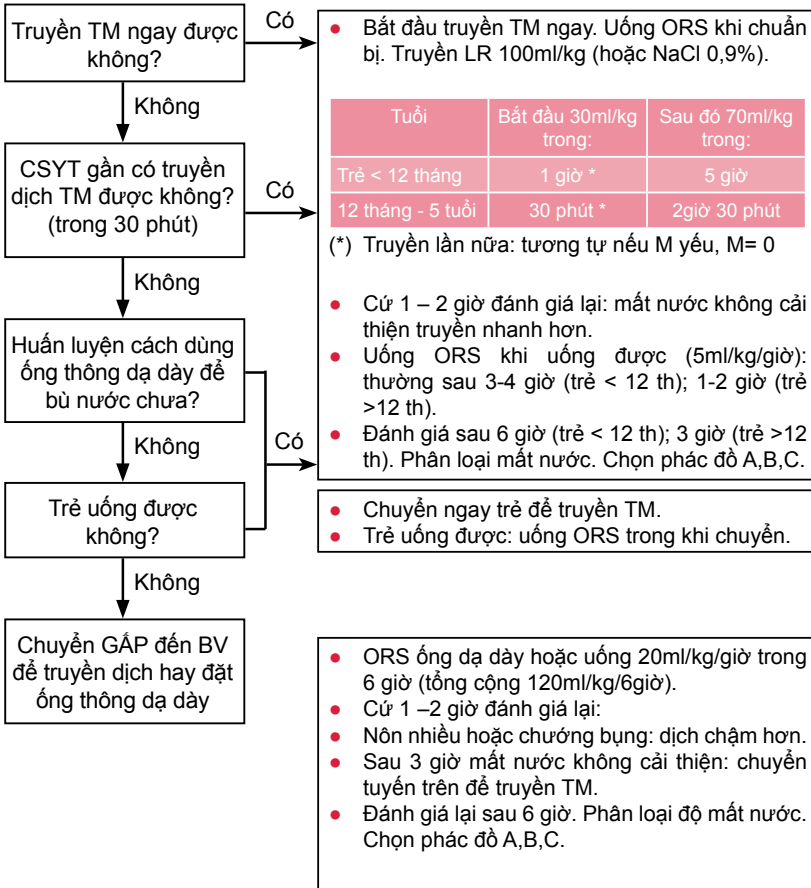 Truyền TM ngay được
không?
Có
Không
CSYT gần có truyền
dịch TM được không?
(trong 30 phút)
Có
Không
Huấn luyện cách dùng
ống thông dạ dày để
bù nước chưa?
Không
Có
Trẻ uống được
không?
Không
Chuyển GẤP đến BV
để truyền dịch hay đặt
ống thông dạ dày
● Bắt đầu truyền TM ngay. Uống ORS khi chuẩn
bị. Truyền LR 100ml/kg (hoặc NaCl 0,9%).
Tuổi Bắt đầu 30ml/kg Sau đó 70ml/kg
trong: trong:
Trẻ < 12 tháng 1 giờ * 5 giờ
12 tháng - 5 tuổi 30 phút * 2giờ 30 phút
(*) Truyền lần nữa: tương tự nếu M yếu, M= 0
● Cứ 1 – 2 giờ đánh giá lại: mất nước không cải
thiện truyền nhanh hơn.
● Uống ORS khi uống được (5ml/kg/giờ):
thường sau 3-4 giờ (trẻ < 12 th); 1-2 giờ (trẻ
>12 th).
● Đánh giá sau 6 giờ (trẻ < 12 th); 3 giờ (trẻ >12
th). Phân loại mất nước. Chọn phác đồ A,B,C.
● Chuyển ngay trẻ để truyền TM.
● Trẻ uống được: uống ORS trong khi chuyển.
● ORS ống dạ dày hoặc uống 20ml/kg/giờ trong
6 giờ (tổng cộng 120ml/kg/6giờ).
● Cứ 1 –2 giờ đánh giá lại:
● Nôn nhiều hoặc chướng bụng: dịch chậm hơn.
● Sau 3 giờ mất nước không cải thiện: chuyển
tuyến trên để truyền TM.
● Đánh giá lại sau 6 giờ. Phân loại độ mất nước.
Chọn phác đồ A,B,C.